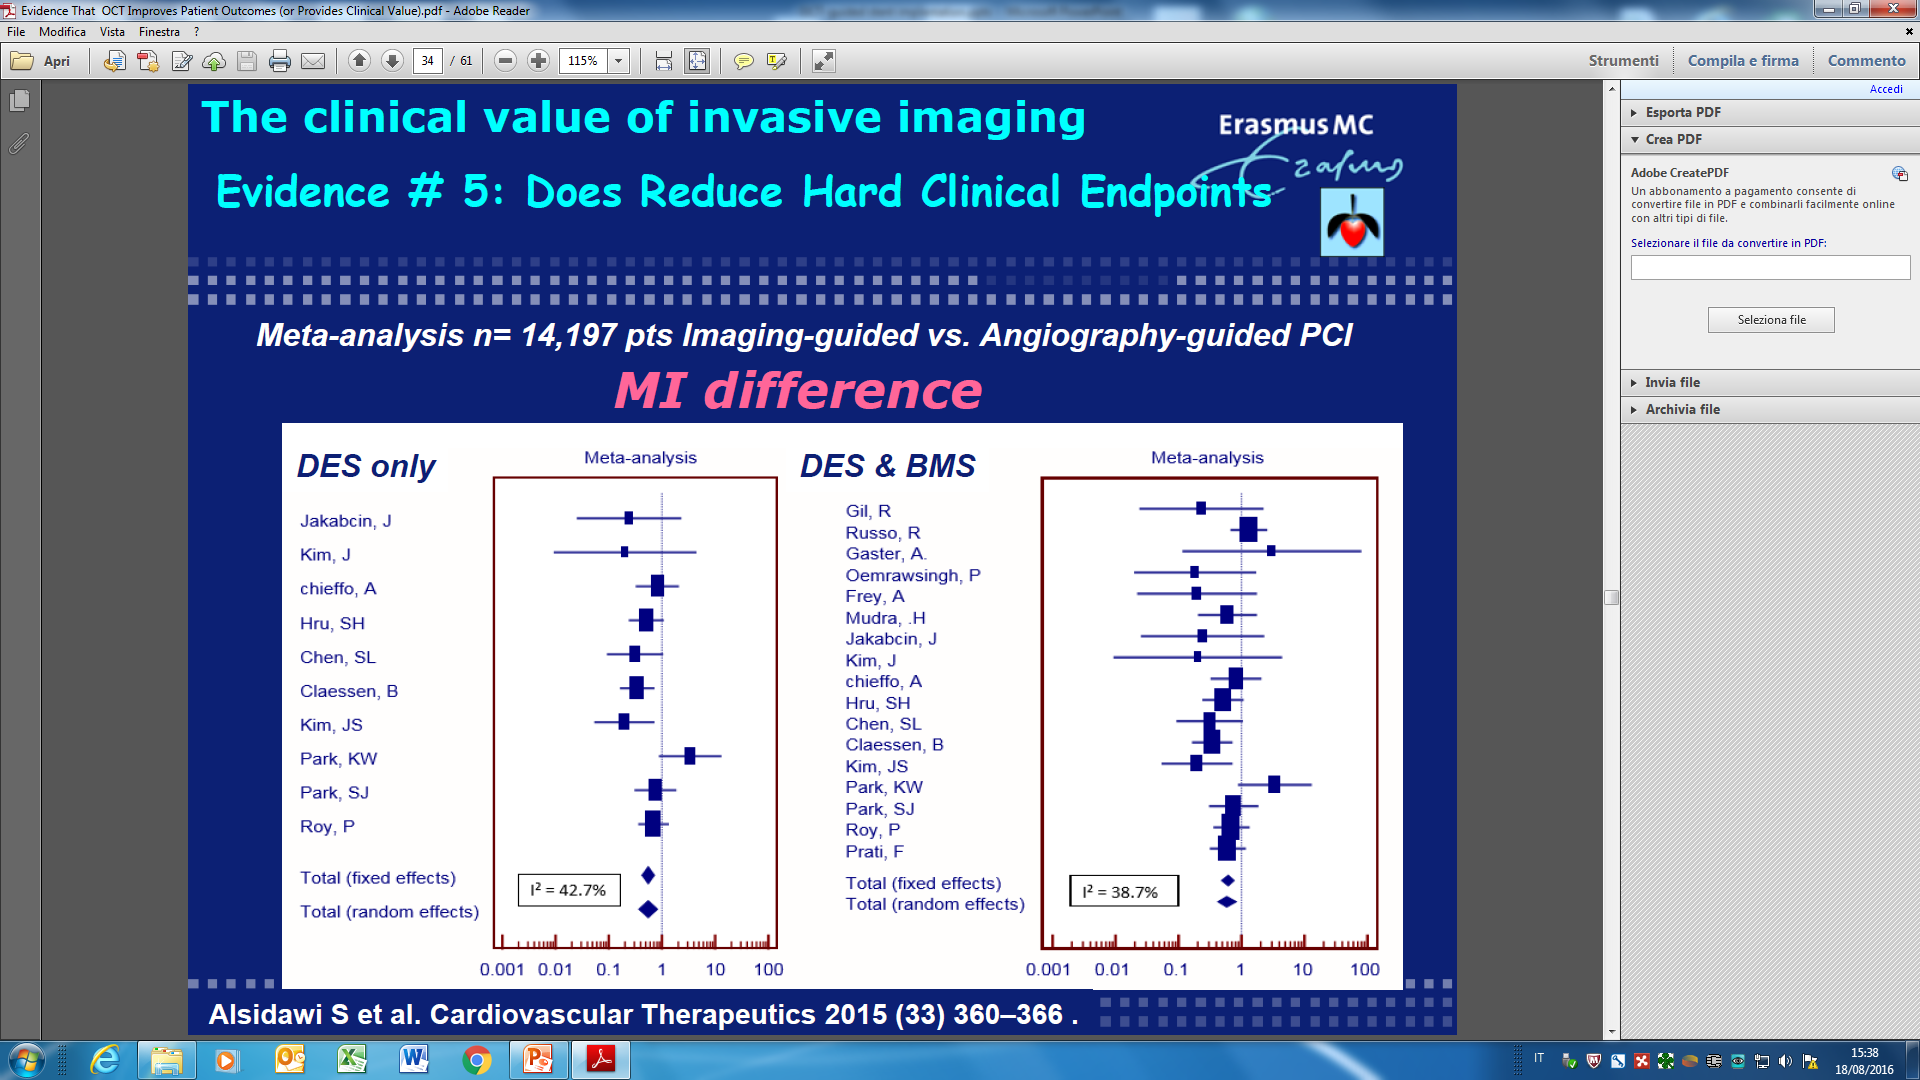 Evidence That  OCT Improves Patient Outcomes (or Provides Clinical Value).pdf - Adobe Reader
File Modifica Vista Finestra ?
Apri 34 / 61 115% Strumenti Compila e firma Commento
Accedi
Esporta PDF
Crea PDF
Adobe CreatePDF
Un abbonamento a pagamento consente di
convertire file in PDF e combinarli facilmente online
con altri tipi di file.
Selezionare il file da convertire in PDF:
Seleziona file
Invia file
Archivia file
The clinical value of invasive imaging
Erasmus MC
Erasmus
Evidence # 5: Does Reduce Hard Clinical Endpoints
Meta-analysis n= 14,197 pts Imaging-guided vs. Angiography-guided PCI
MI difference
DES only
Meta-analysis
Jakabcin, J
Kim, J
chieffo, A
Hru, SH
Chen, SL
Claessen, B
Kim, JS
Park, KW
Park, SJ
Roy, P
Total (fixed effects)
Total (random effects)
I² = 42.7%
0.001 0.01 0.1 1 10 100
DES & BMS
Meta-analysis
Gil, R
Russo, R
Gaster, A.
Oemrawsingh, P
Frey, A
Mudra, .H
Jakabcin, J
Kim, J
chieffo, A
Hru, SH
Chen, SL
Claessen, B
Kim, JS
Park, KW
Park, SJ
Roy, P
Prati, F
Total (fixed effects)
Total (random effects)
I² = 38.7%
0.001 0.01 0.1 1 10 100
Alsidawi S et al. Cardiovascular Therapeutics 2015 (33) 360–366 .
IT
15:38
18/08/2016